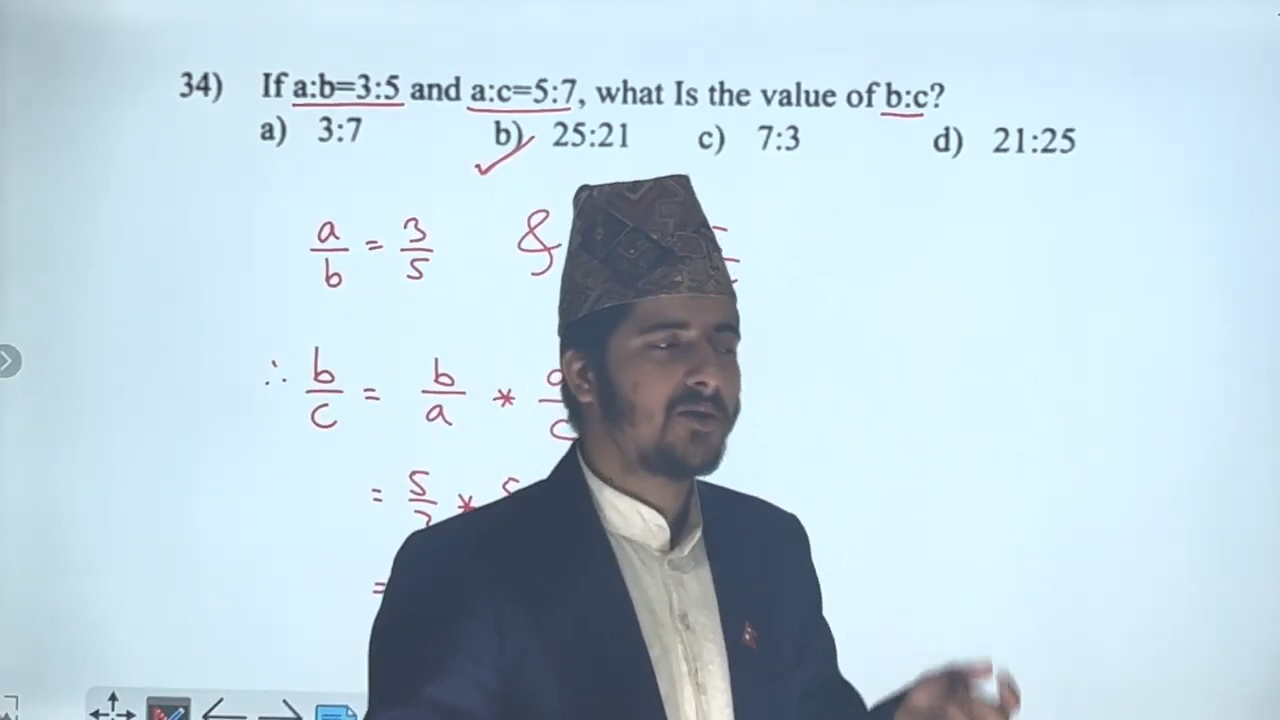 34) If a:b=3:5 and a:c=5:7, what Is the value of b:c?
a) 3:7 b) 25:21 c) 7:3 d) 21:25
a/b = 3/5 &
∴ b/c = b/a * a/c
= 5/3 * 5
=